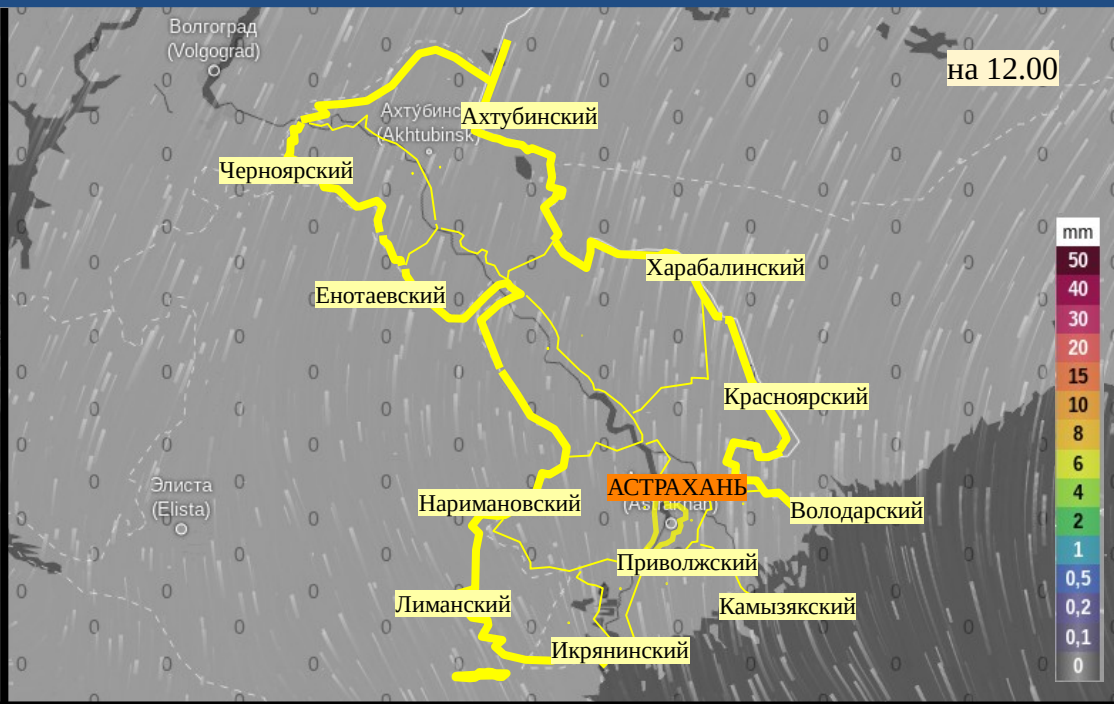 Волгоград
(Volgograd)
на 12.00
Ахтубинский
(Akhtubinsk)
Черноярский
mm
50
40
30
20
15
10
8
6
4
2
1
0,5
0,2
0,1
0
Харабалинский
Енотаевский
Красноярский
Элиста
(Elista)
АСТРАХАНЬ
Нариманoвский
(Astrakhan)
Володарский
Приволжский
Лиманский
Камызякский
Икрянинский